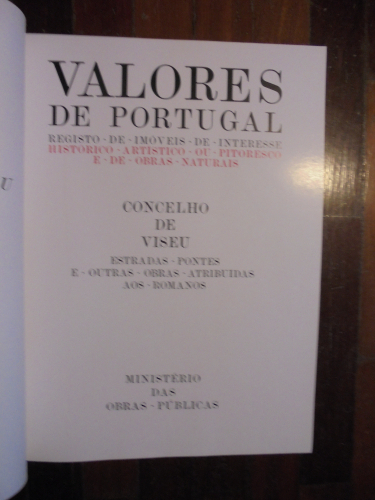 U
VALORES
DE PORTUGAL
REGISTO · DE · IMÓVEIS · DE · INTERESSE
HISTÓRICO · ARTÍSTICO · OU · PITORESCO
E · DE · OBRAS · NATURAIS
CONCELHO
DE
VISEU
ESTRADAS · PONTES
E · OUTRAS · OBRAS · ATRIBUIDAS
AOS · ROMANOS
MINISTÉRIO
DAS
OBRAS · PÚBLICAS